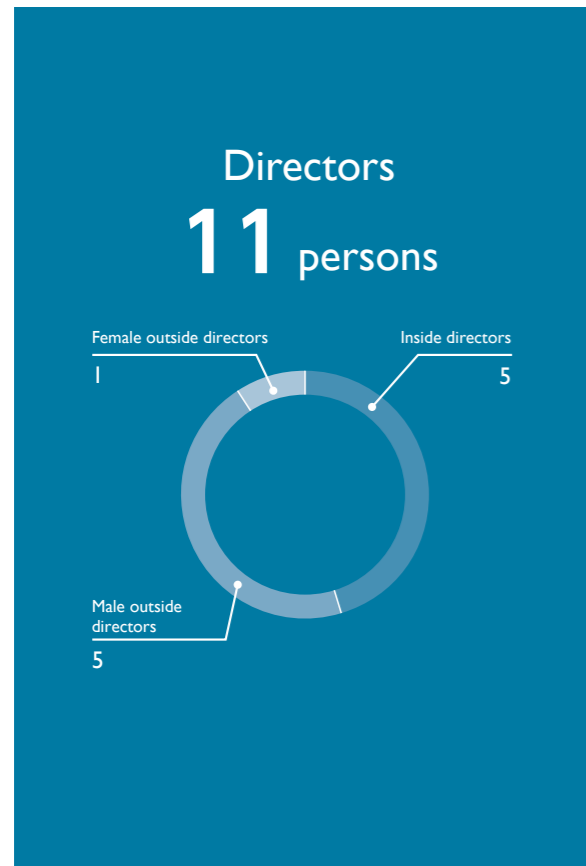 Directors
11 persons
Female outside directors
1
Inside directors
5
Male outside
directors
5